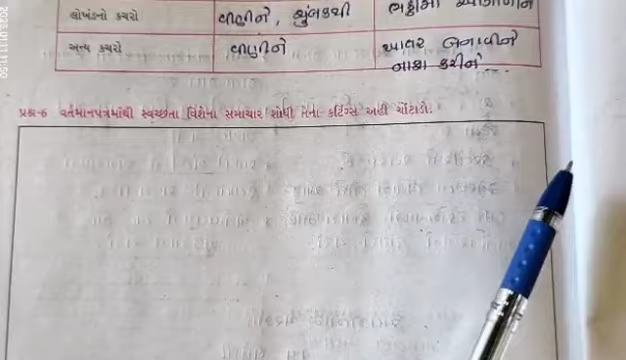 લોખંડનો કચરો
વીણીને, ચુંબકથી
ભઠ્ઠીમાં ઓગાળીને
અન્ય કચરો
વીણીને
ખાતર બનાવીને
નાશ કરીને
પ્રશ્ન-6 વર્તમાનપત્રમાંથી સ્વચ્છતા વિશેના સમાચાર શોધી તેના કટિંગ્સ અહીં ચોંટાડો.